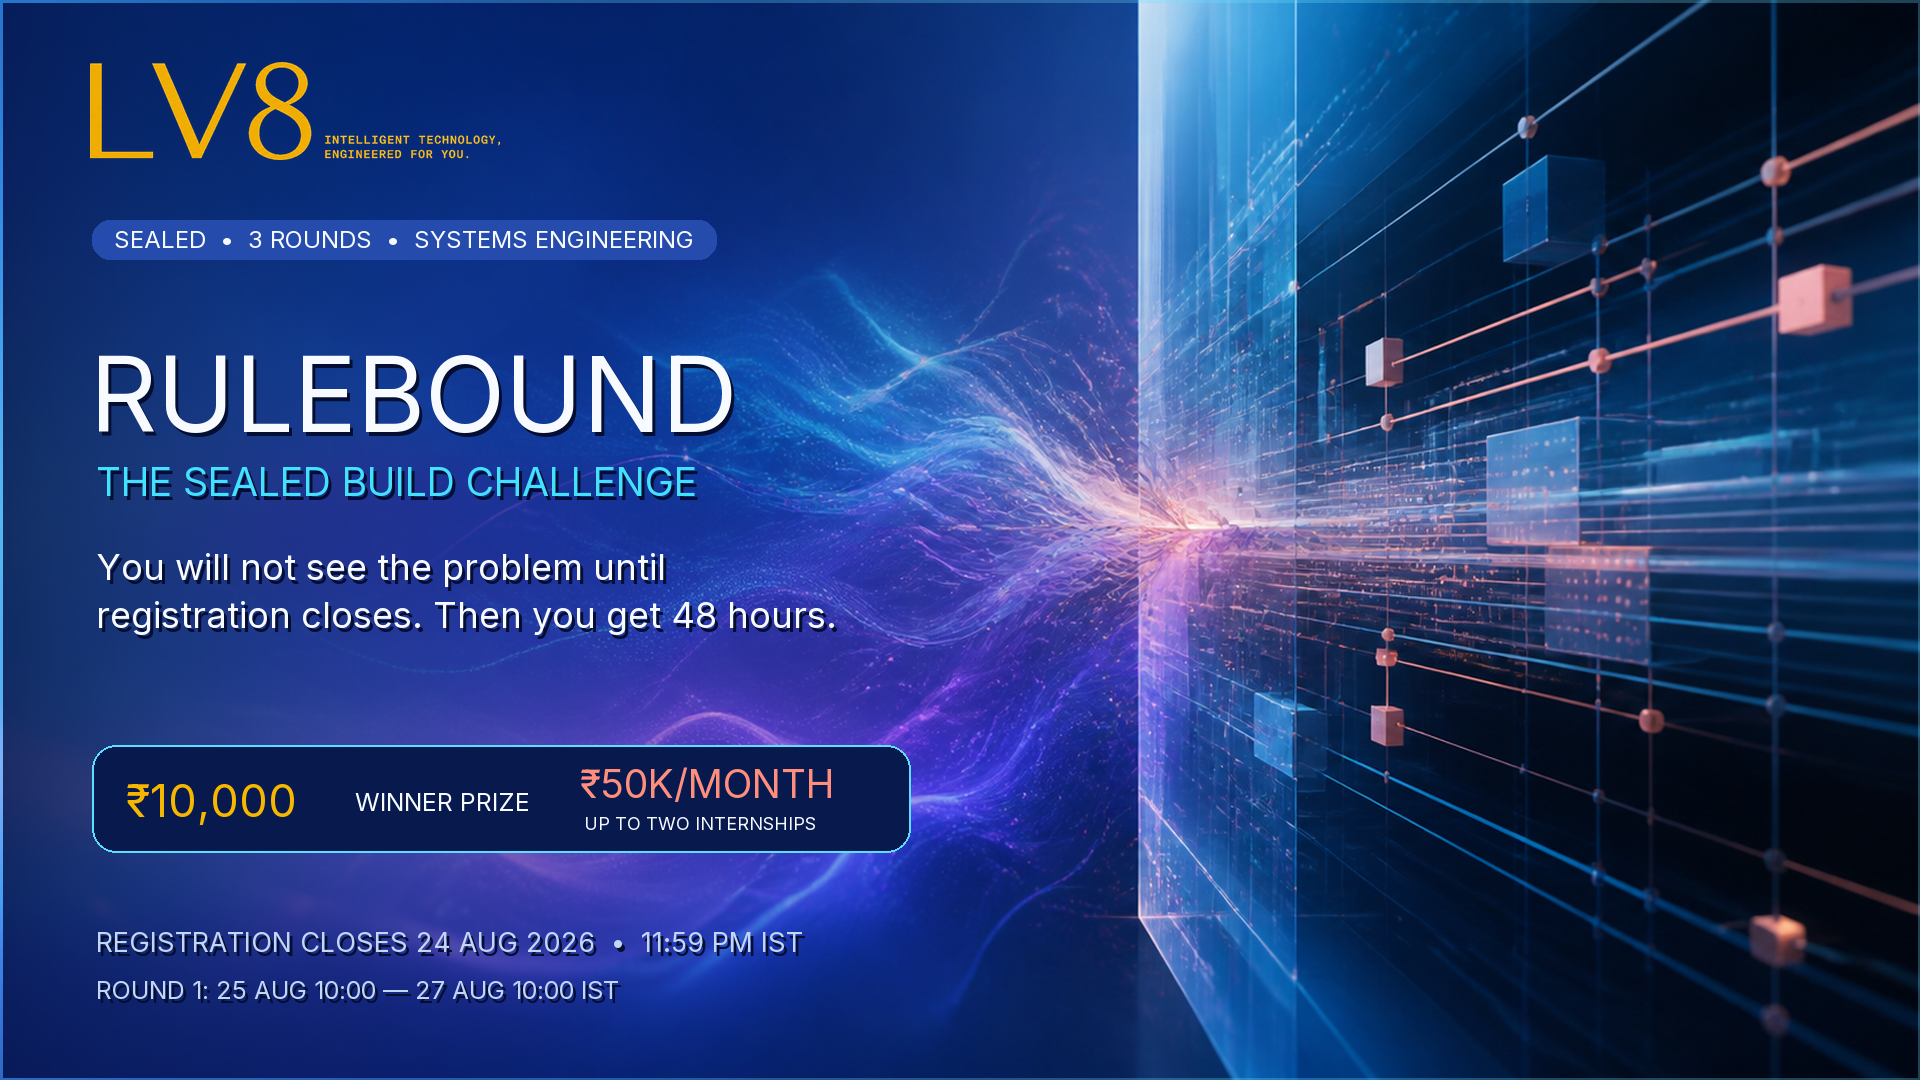 LV8
INTELLIGENT TECHNOLOGY,
ENGINEERED FOR YOU.
SEALED • 3 ROUNDS • SYSTEMS ENGINEERING
RULEBOUND
THE SEALED BUILD CHALLENGE
You will not see the problem until
registration closes. Then you get 48 hours.
₹10,000
WINNER PRIZE
₹50K/MONTH
UP TO TWO INTERNSHIPS
REGISTRATION CLOSES 24 AUG 2026 • 11:59 PM IST
ROUND 1: 25 AUG 10:00 — 27 AUG 10:00 IST